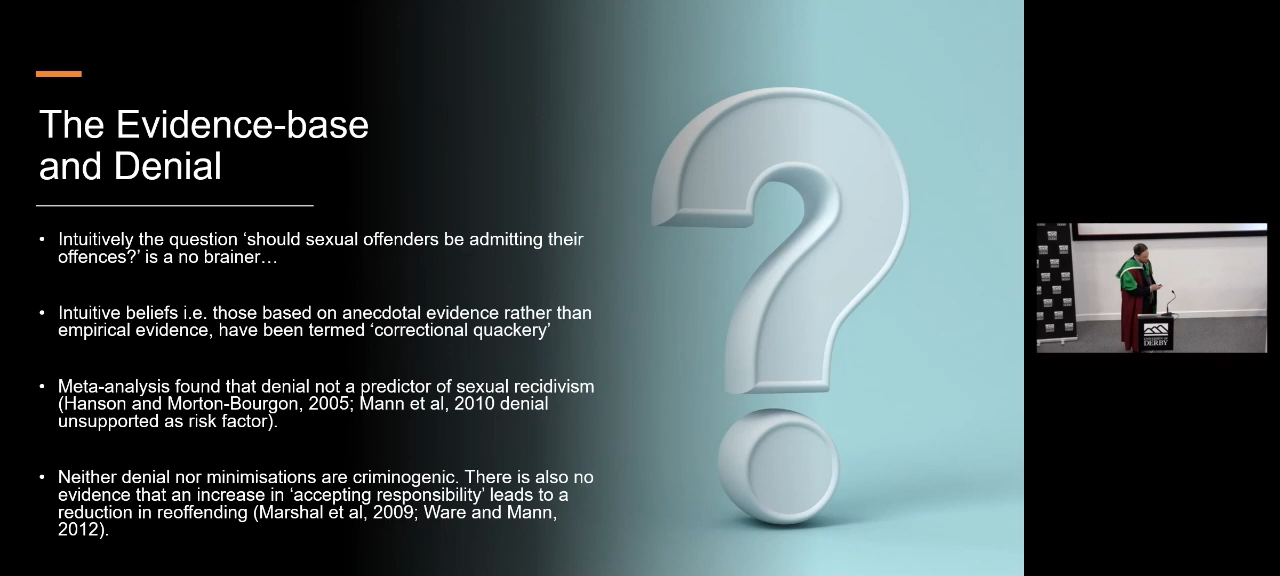 The Evidence-base
and Denial
• Intuitively the question ‘should sexual offenders be admitting their
offences?’ is a no brainer…
• Intuitive beliefs i.e. those based on anecdotal evidence rather than
empirical evidence, have been termed ‘correctional quackery’
• Meta-analysis found that denial not a predictor of sexual recidivism
(Hanson and Morton-Bourgon, 2005; Mann et al, 2010 denial
unsupported as risk factor).
• Neither denial nor minimisations are criminogenic. There is also no
evidence that an increase in ‘accepting responsibility’ leads to a
reduction in reoffending (Marshal et al, 2009; Ware and Mann,
2012).
UNIVERSITY OF
DERBY